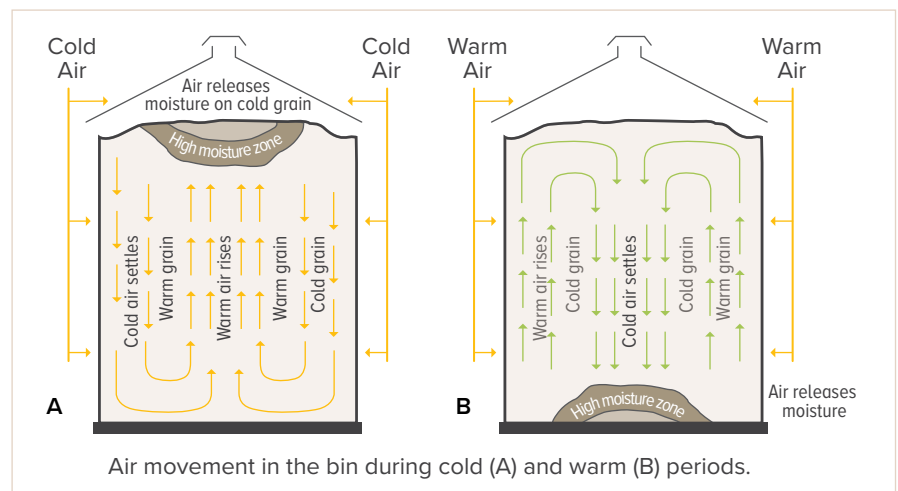 Cold
Air
Air releases
moisture on cold grain
Cold
Air
High moisture zone
Cold air settles
Warm grain
Warm air rises
Warm grain
Cold grain
A
Warm
Air
Warm
Air
Warm air rises
Cold grain
Cold air settles
Cold grain
Warm grain
High moisture zone
B
Air releases
moisture
Air movement in the bin during cold (A) and warm (B) periods.